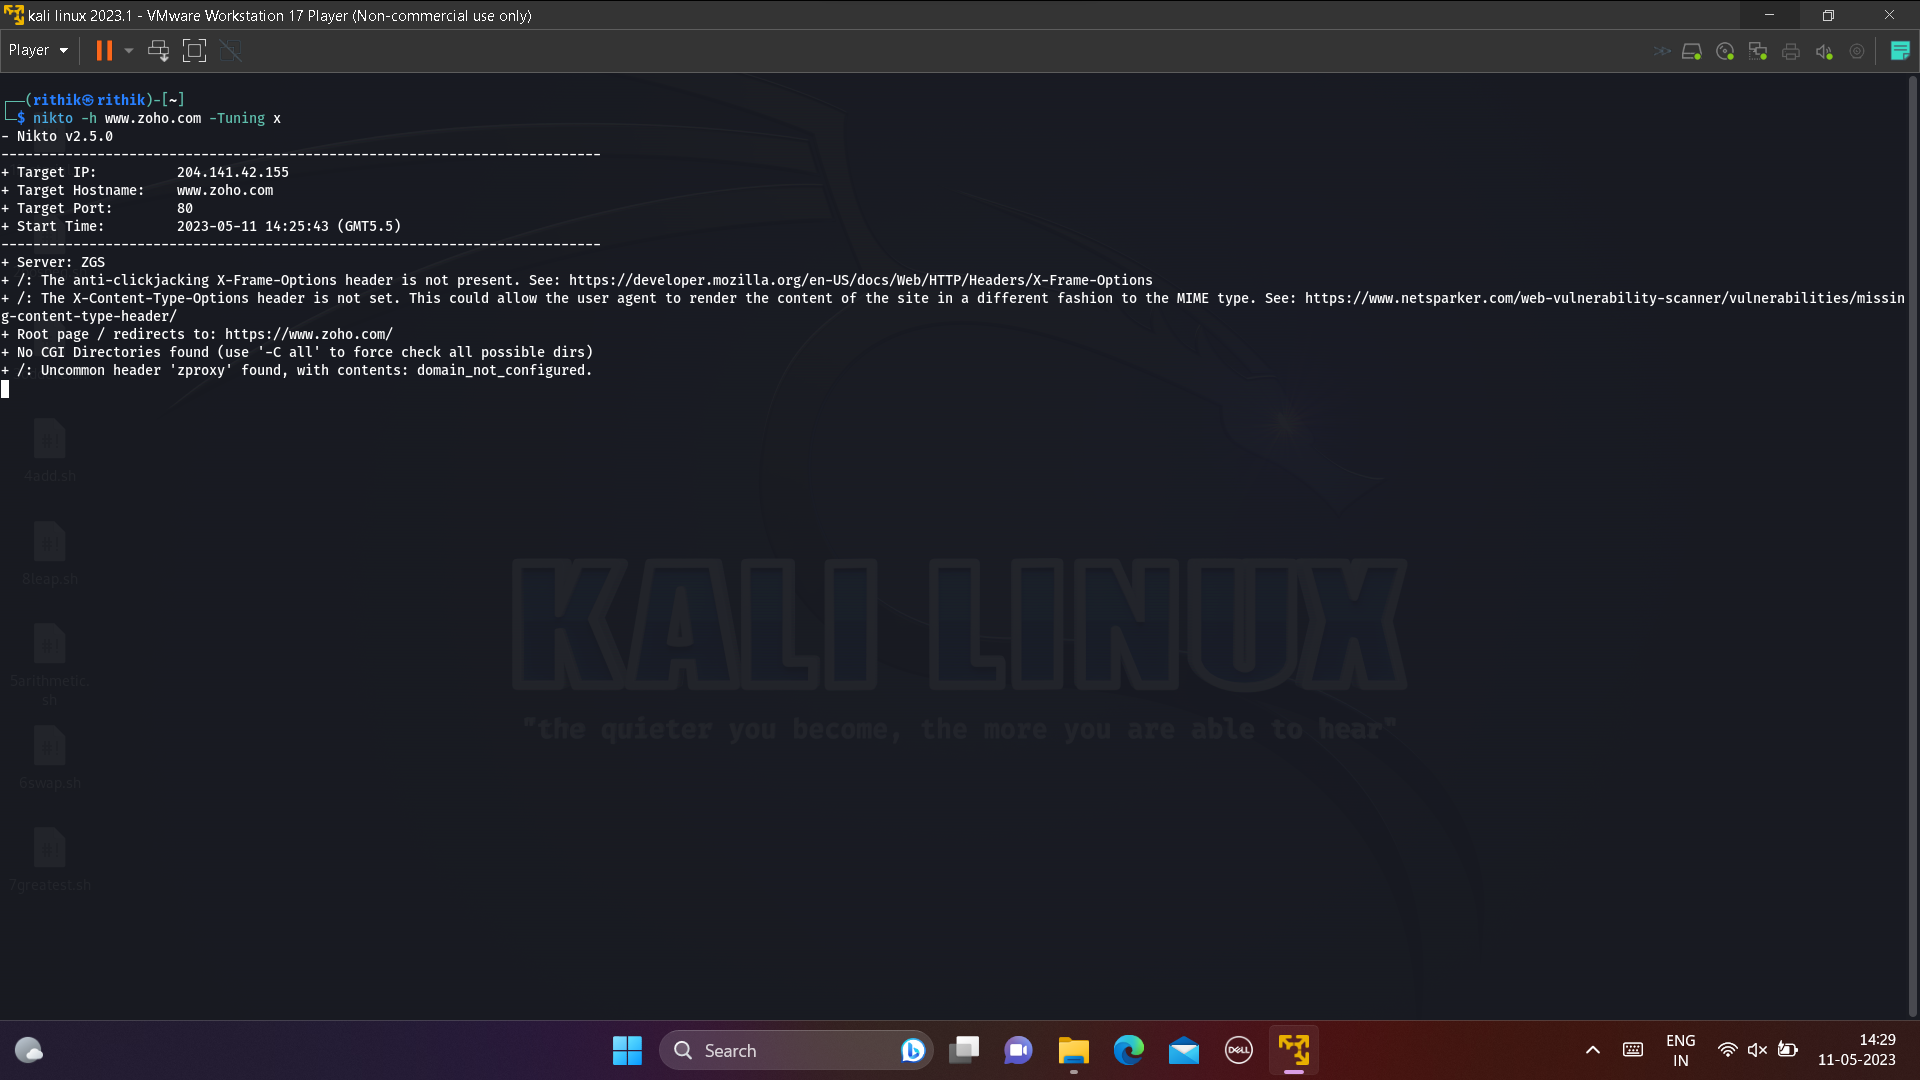 kali linux 2023.1 - VMware Workstation 17 Player (Non-commercial use only)
Player
(rithik㉿rithik)-[~]
$ nikto -h www.zoho.com -Tuning x
- Nikto v2.5.0
---------------------------------------------------------------------------
+ Target IP:          204.141.42.155
+ Target Hostname:    www.zoho.com
+ Target Port:        80
+ Start Time:         2023-05-11 14:25:43 (GMT5.5)
---------------------------------------------------------------------------
+ Server: ZGS
+ /: The anti-clickjacking X-Frame-Options header is not present. See: https://developer.mozilla.org/en-US/docs/Web/HTTP/Headers/X-Frame-Options
+ /: The X-Content-Type-Options header is not set. This could allow the user agent to render the content of the site in a different fashion to the MIME type. See: https://www.netsparker.com/web-vulnerability-scanner/vulnerabilities/missin
g-content-type-header/
+ Root page / redirects to: https://www.zoho.com/
+ No CGI Directories found (use '-C all' to force check all possible dirs)
+ /: Uncommon header 'zproxy' found, with contents: domain_not_configured.
4add.sh
8leap.sh
5arithmetic.
sh
6swap.sh
7greatest.sh
KALI LINUX
"the quieter you become, the more you are able to hear"
Search
DELL
ENG
IN
14:29
11-05-2023